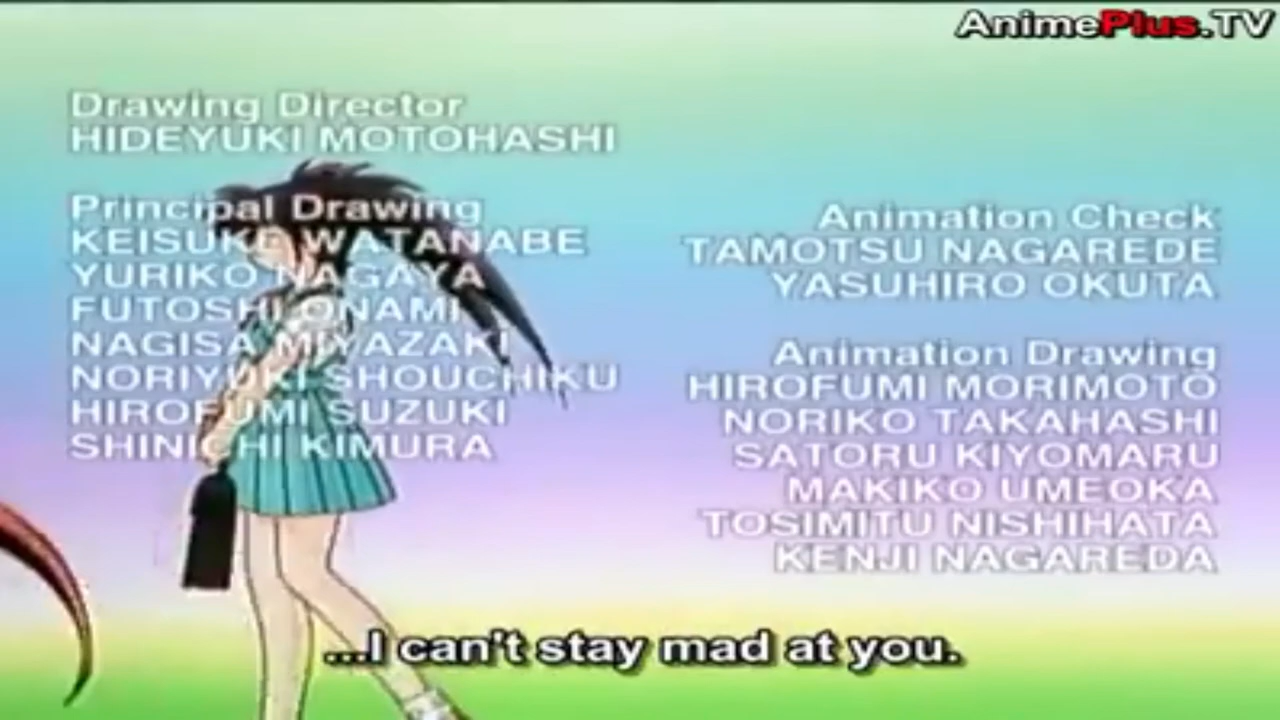 AnimePlus.TV
Drawing Director
HIDEYUKI MOTOHASHI
Principal Drawing
KEISUKE WATANABE
YURIKO NAGAYA
FUTOSHI ONAMI
NAGISA MIYAZAKI
NORIYUKI SHOUCHIKU
HIROFUMI SUZUKI
SHINICHI KIMURA
Animation Check
TAMOTSU NAGAREDE
YASUHIRO OKUTA
Animation Drawing
HIROFUMI MORIMOTO
NORIKO TAKAHASHI
SATORU KIYOMARU
MAKIKO UMEOKA
TOSIMITU NISHIHATA
KENJI NAGAREDA
...I can't stay mad at you.